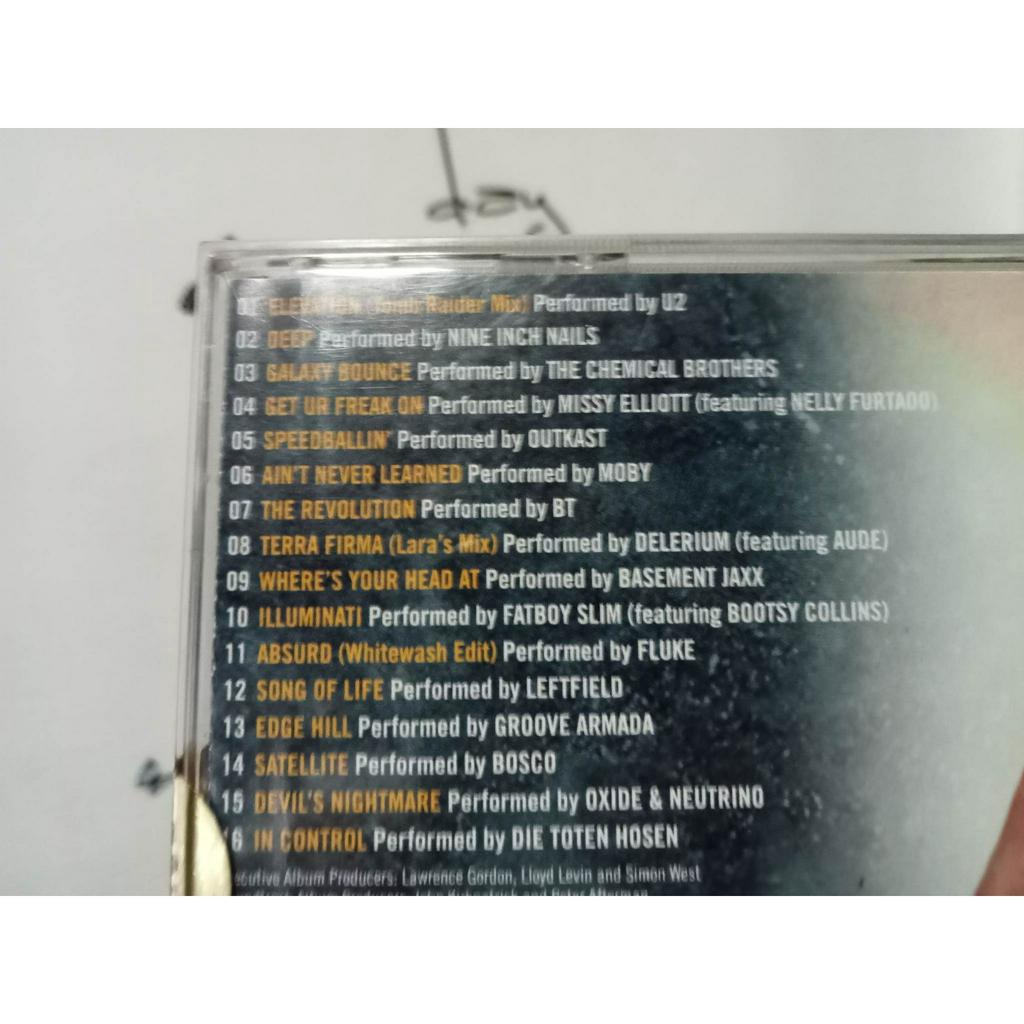 day
01 ELEVATION (Tomb Raider Mix) Performed by U2
02 DEEP Performed by NINE INCH NAILS
03 GALAXY BOUNCE Performed by THE CHEMICAL BROTHERS
04 GET UR FREAK ON Performed by MISSY ELLIOTT (featuring NELLY FURTADO)
05 SPEEDBALLIN' Performed by OUTKAST
06 AIN'T NEVER LEARNED Performed by MOBY
07 THE REVOLUTION Performed by BT
08 TERRA FIRMA (Lara's Mix) Performed by DELERIUM (featuring AUDE)
09 WHERE'S YOUR HEAD AT Performed by BASEMENT JAXX
10 ILLUMINATI Performed by FATBOY SLIM (featuring BOOTSY COLLINS)
11 ABSURD (Whitewash Edit) Performed by FLUKE
12 SONG OF LIFE Performed by LEFTFIELD
13 EDGE HILL Performed by GROOVE ARMADA
14 SATELLITE Performed by BOSCO
15 DEVIL'S NIGHTMARE Performed by OXIDE & NEUTRINO
6 IN CONTROL Performed by DIE TOTEN HOSEN
Album Producers: Lawrence Gordon, Lloyd Levin and Simon West